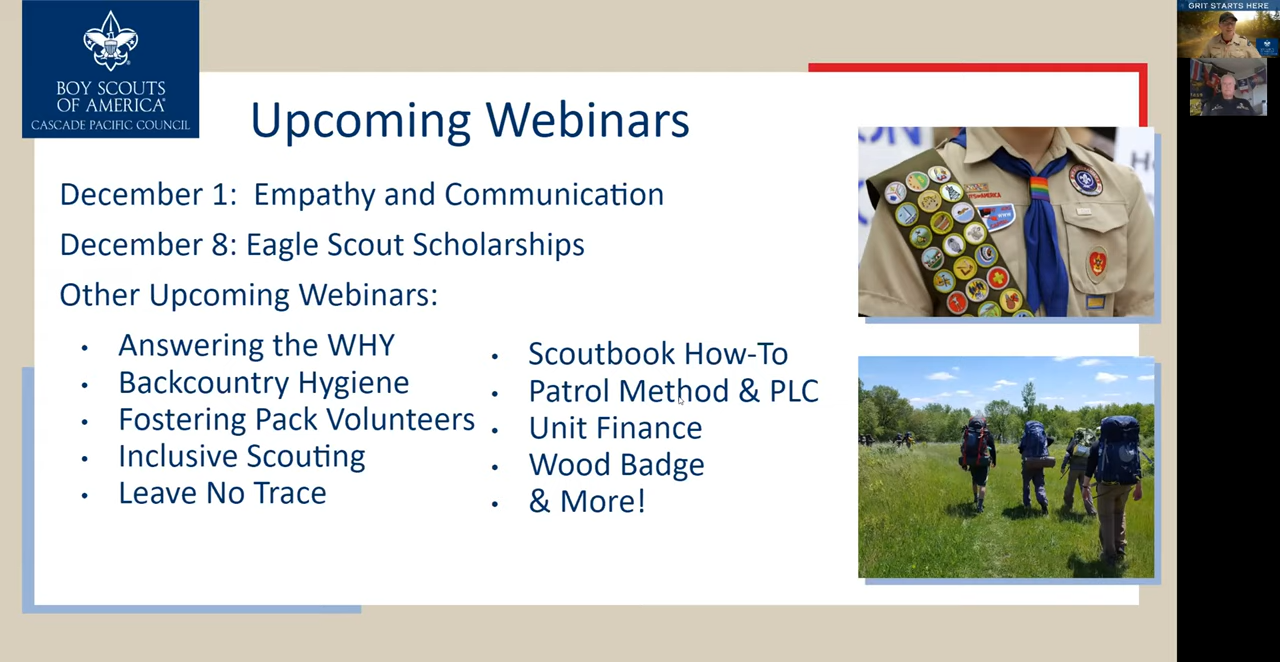 BOY SCOUTS
OF AMERICA®
CASCADE PACIFIC COUNCIL
Upcoming Webinars
December 1: Empathy and Communication
December 8: Eagle Scout Scholarships
Other Upcoming Webinars:
• Answering the WHY
• Backcountry Hygiene
• Fostering Pack Volunteers
• Inclusive Scouting
• Leave No Trace
• Scoutbook How-To
• Patrol Method & PLC
• Unit Finance
• Wood Badge
• & More!
GRIT STARTS HERE